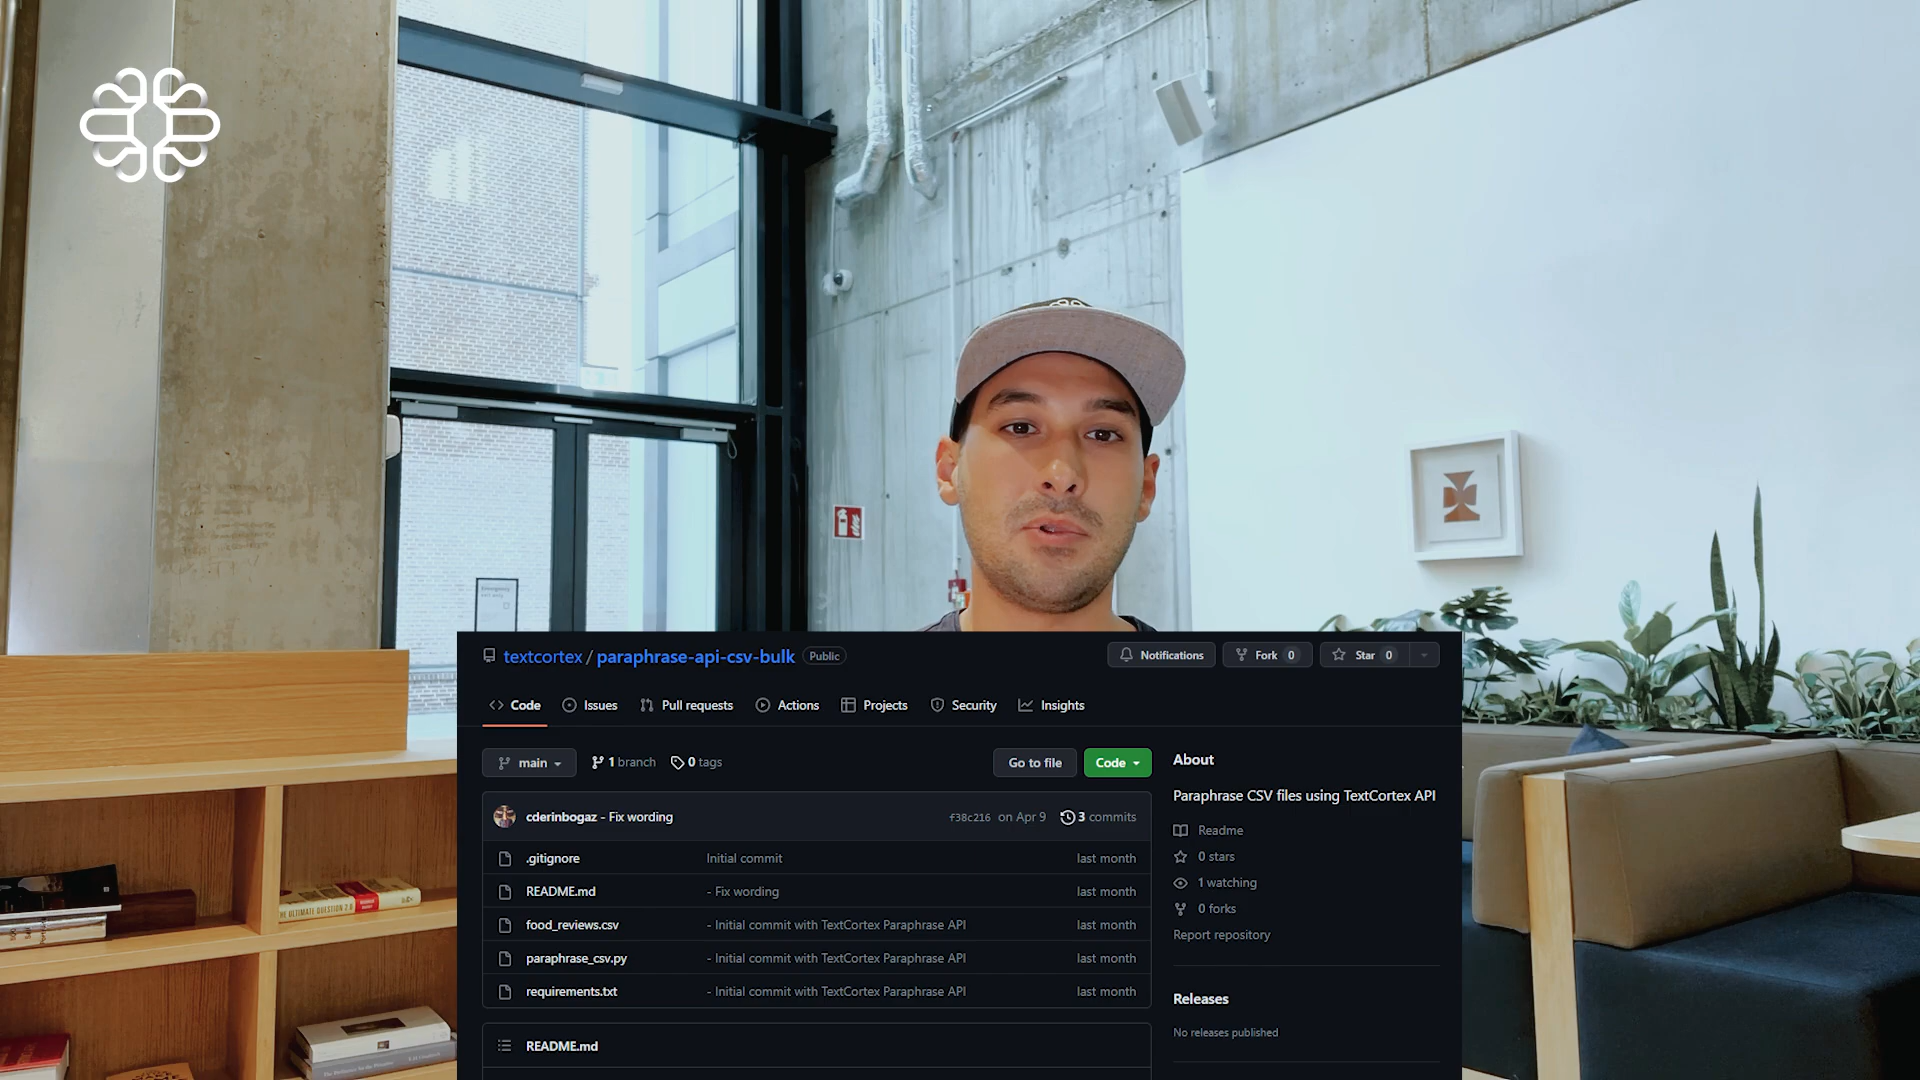 textcortex / paraphrase-api-csv-bulk Public
Notifications Fork 0 Star 0
Code Issues Pull requests Actions Projects Security Insights
main 1 branch 0 tags Go to file Code
cderinbogaz - Fix wording f38c216 on Apr 9 3 commits
.gitignore Initial commit last month
README.md - Fix wording last month
food_reviews.csv - Initial commit with TextCortex Paraphrase API last month
paraphrase_csv.py - Initial commit with TextCortex Paraphrase API last month
requirements.txt - Initial commit with TextCortex Paraphrase API last month
README.md
About
Paraphrase CSV files using TextCortex API
Readme
0 stars
1 watching
0 forks
Report repository
Releases
No releases published
THE ULTIMATE QUESTION 2.0